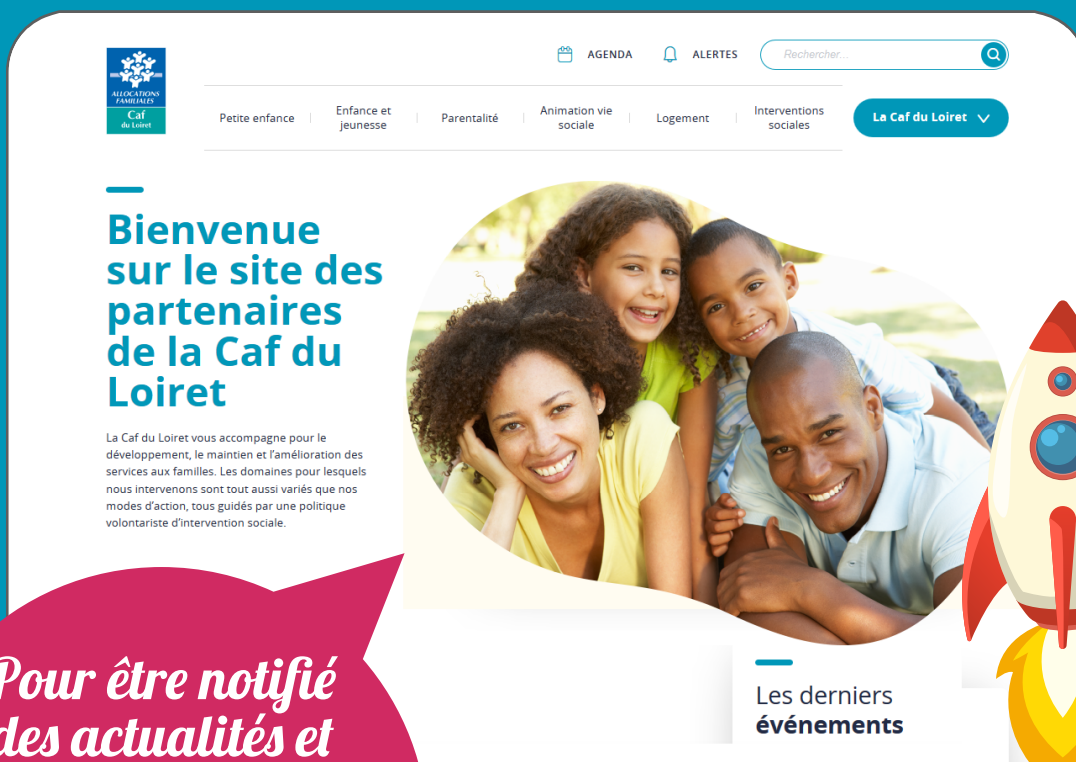 AGENDA
ALERTES
Rechercher...
ALLOCATIONS
FAMILIALES
Caf
du Loiret
Petite enfance
Enfance et
jeunesse
Parentalité
Animation vie
sociale
Logement
Interventions
sociales
La Caf du Loiret
Bienvenue
sur le site des
partenaires
de la Caf du
Loiret
La Caf du Loiret vous accompagne pour le
développement, le maintien et l'amélioration des
services aux familles. Les domaines pour lesquels
nous intervenons sont tout aussi variés que nos
modes d'action, tous guidés par une politique
volontariste d'intervention sociale.
Pour être notifié
des actualités et
Les derniers
événements